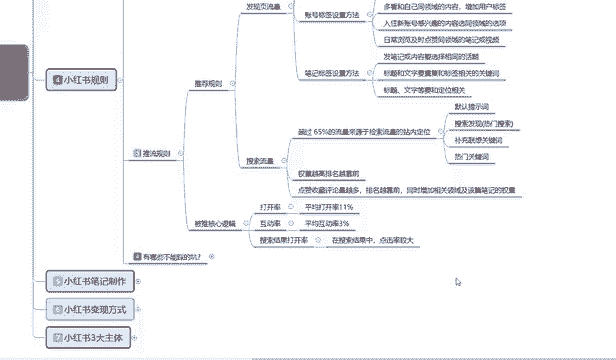 发现页流量
账号标签设置方法
多看和自己同领域的内容，增加用户标签
入住新账号感兴趣的内容选同领域的选项
日常浏览及时点赞同领域的笔记或视频
笔记标签设置方法
发笔记或内容都选择相同的话题
标题和文字要重复和标签相关的关键词
标题、文字等要和定位相关
4 小红书规则
推荐规则
3 推流规则
搜索流量
超过 65%的流量来源于检索流量的站内定位
默认提示词
搜索发现(热门搜索)
补充联想关键词
热门关键词
权重越高排名越靠前
点赞收藏评论量越多，排名越靠前，同时增加相关领域及该篇笔记的权重
被推核心逻辑
打开率
平均打开率11%
互动率
平均互动率3%
搜索结果打开率
在搜索结果中，点击率较大
4 有哪些不能踩的坑?
5 小红书笔记制作
6 小红书变现方式
7 小红书3大主体